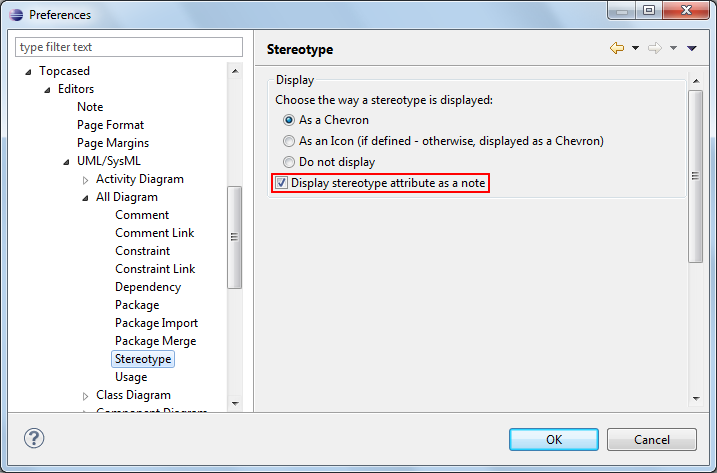 Preferences
type filter text
Topcased
Editors
Note
Page Format
Page Margins
UML/SysML
Activity Diagram
All Diagram
Comment
Comment Link
Constraint
Constraint Link
Dependency
Package
Package Import
Package Merge
Stereotype
Usage
Class Diagram
Component Diagram
Stereotype
Display
Choose the way a stereotype is displayed:
As a Chevron
As an Icon (if defined - otherwise, displayed as a Chevron)
Do not display
Display stereotype attribute as a note
?
OK
Cancel